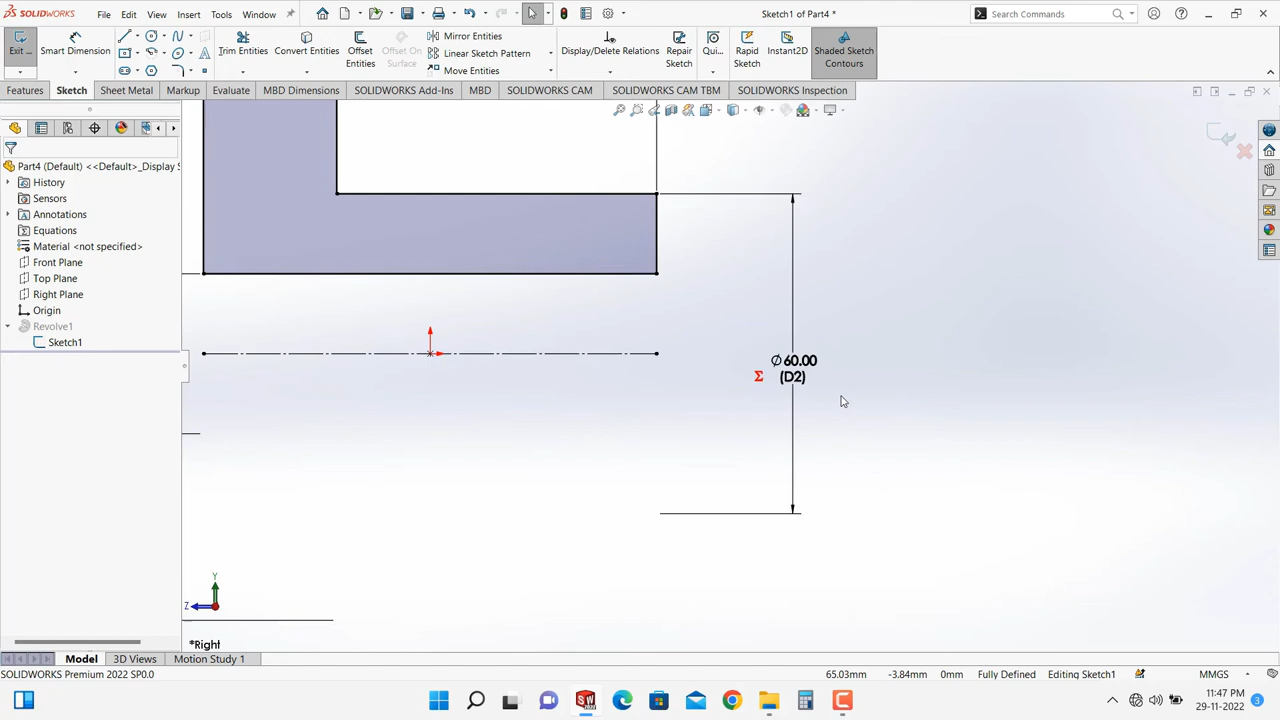 SOLIDWORKS File Edit View Insert Tools Window Sketch1 of Part4 * Search Commands
Exit ... Smart Dimension Trim Entities Convert Entities Offset Entities Offset On Surface Mirror Entities Linear Sketch Pattern Move Entities Display/Delete Relations Repair Sketch Qui... Rapid Sketch Instant2D Shaded Sketch Contours
Features Sketch Sheet Metal Markup Evaluate MBD Dimensions SOLIDWORKS Add-Ins MBD SOLIDWORKS CAM SOLIDWORKS CAM TBM SOLIDWORKS Inspection
Part4 (Default) <<Default>_Display S
History
Sensors
Annotations
Equations
Material <not specified>
Front Plane
Top Plane
Right Plane
Origin
Revolve1
Sketch1
∅60.00
Σ (D2)
Y
Z
*Right
Model 3D Views Motion Study 1
SOLIDWORKS Premium 2022 SP0.0 65.03mm -3.84mm 0mm Fully Defined Editing Sketch1 MMGS
11:47 PM
29-11-2022
3